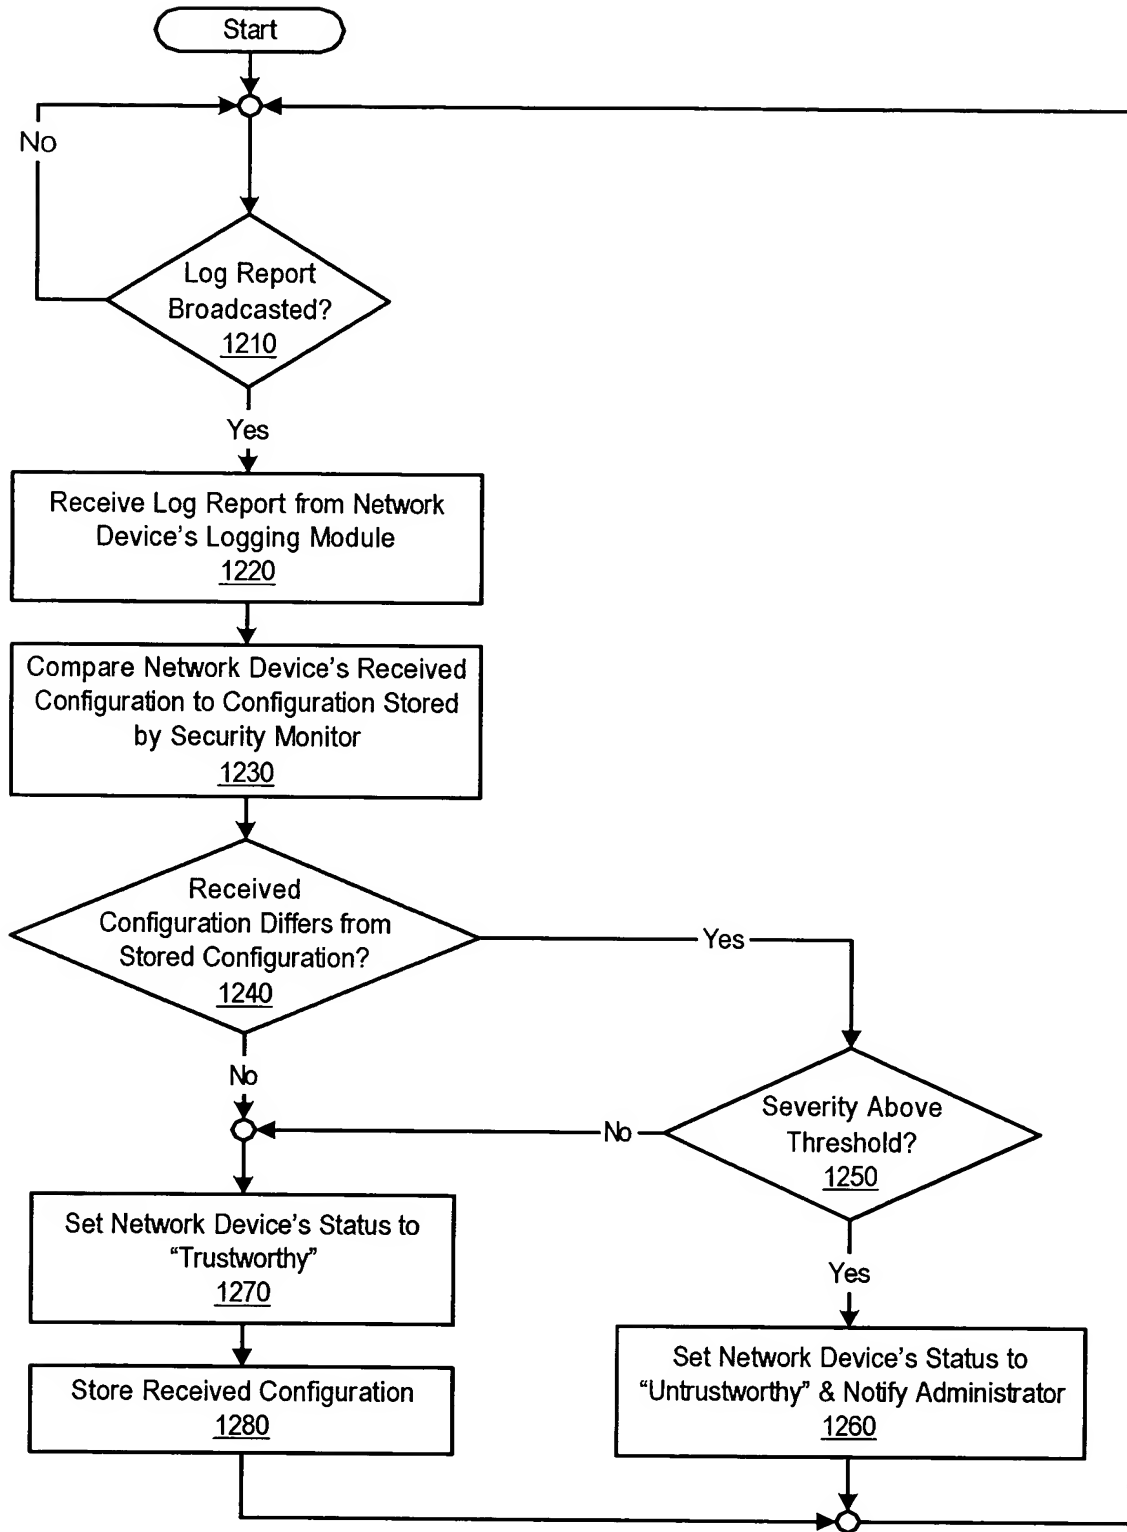 Start
No
Log Report
Broadcasted?
1210
Yes
Receive Log Report from Network
Device's Logging Module
1220
Compare Network Device's Received
Configuration to Configuration Stored
by Security Monitor
1230
Received
Configuration Differs from
Stored Configuration?
1240
Yes
No
Severity Above
Threshold?
1250
No
Set Network Device's Status to
“Trustworthy”
1270
Yes
Set Network Device's Status to
“Untrustworthy” & Notify Administrator
1260
Store Received Configuration
1280